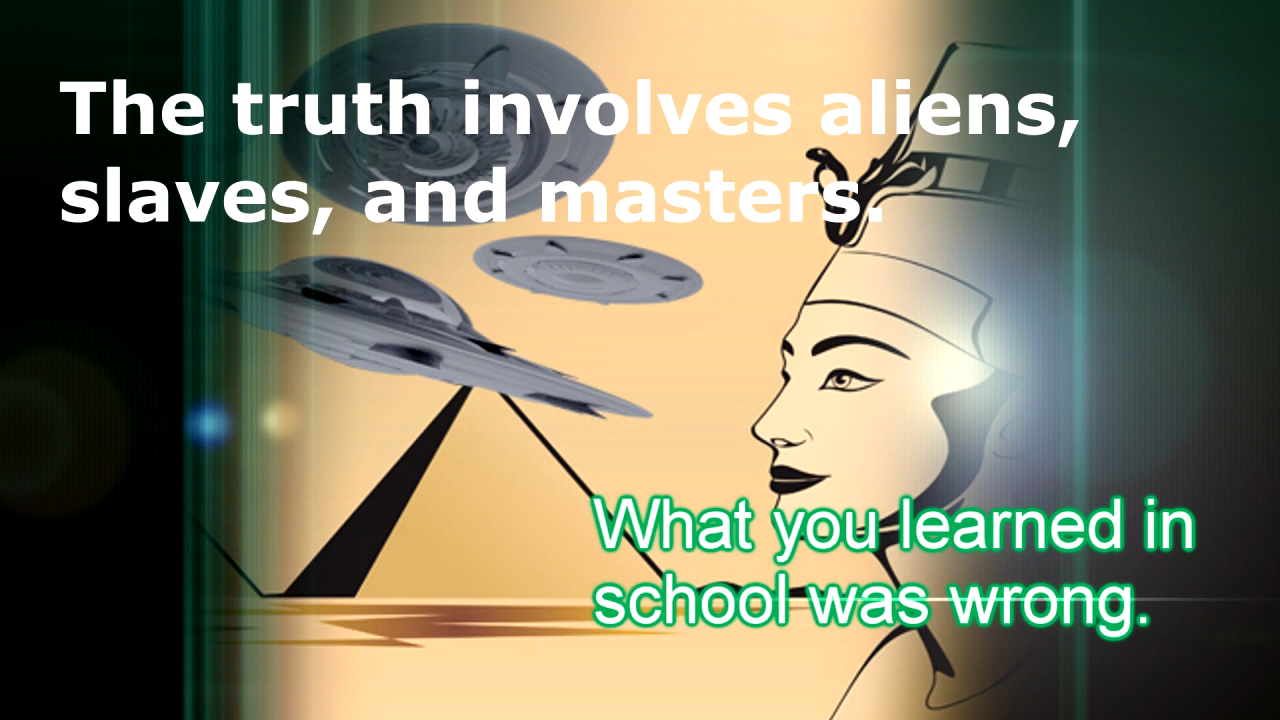 The truth involves aliens,
slaves, and masters.
What you learned in
school was wrong.